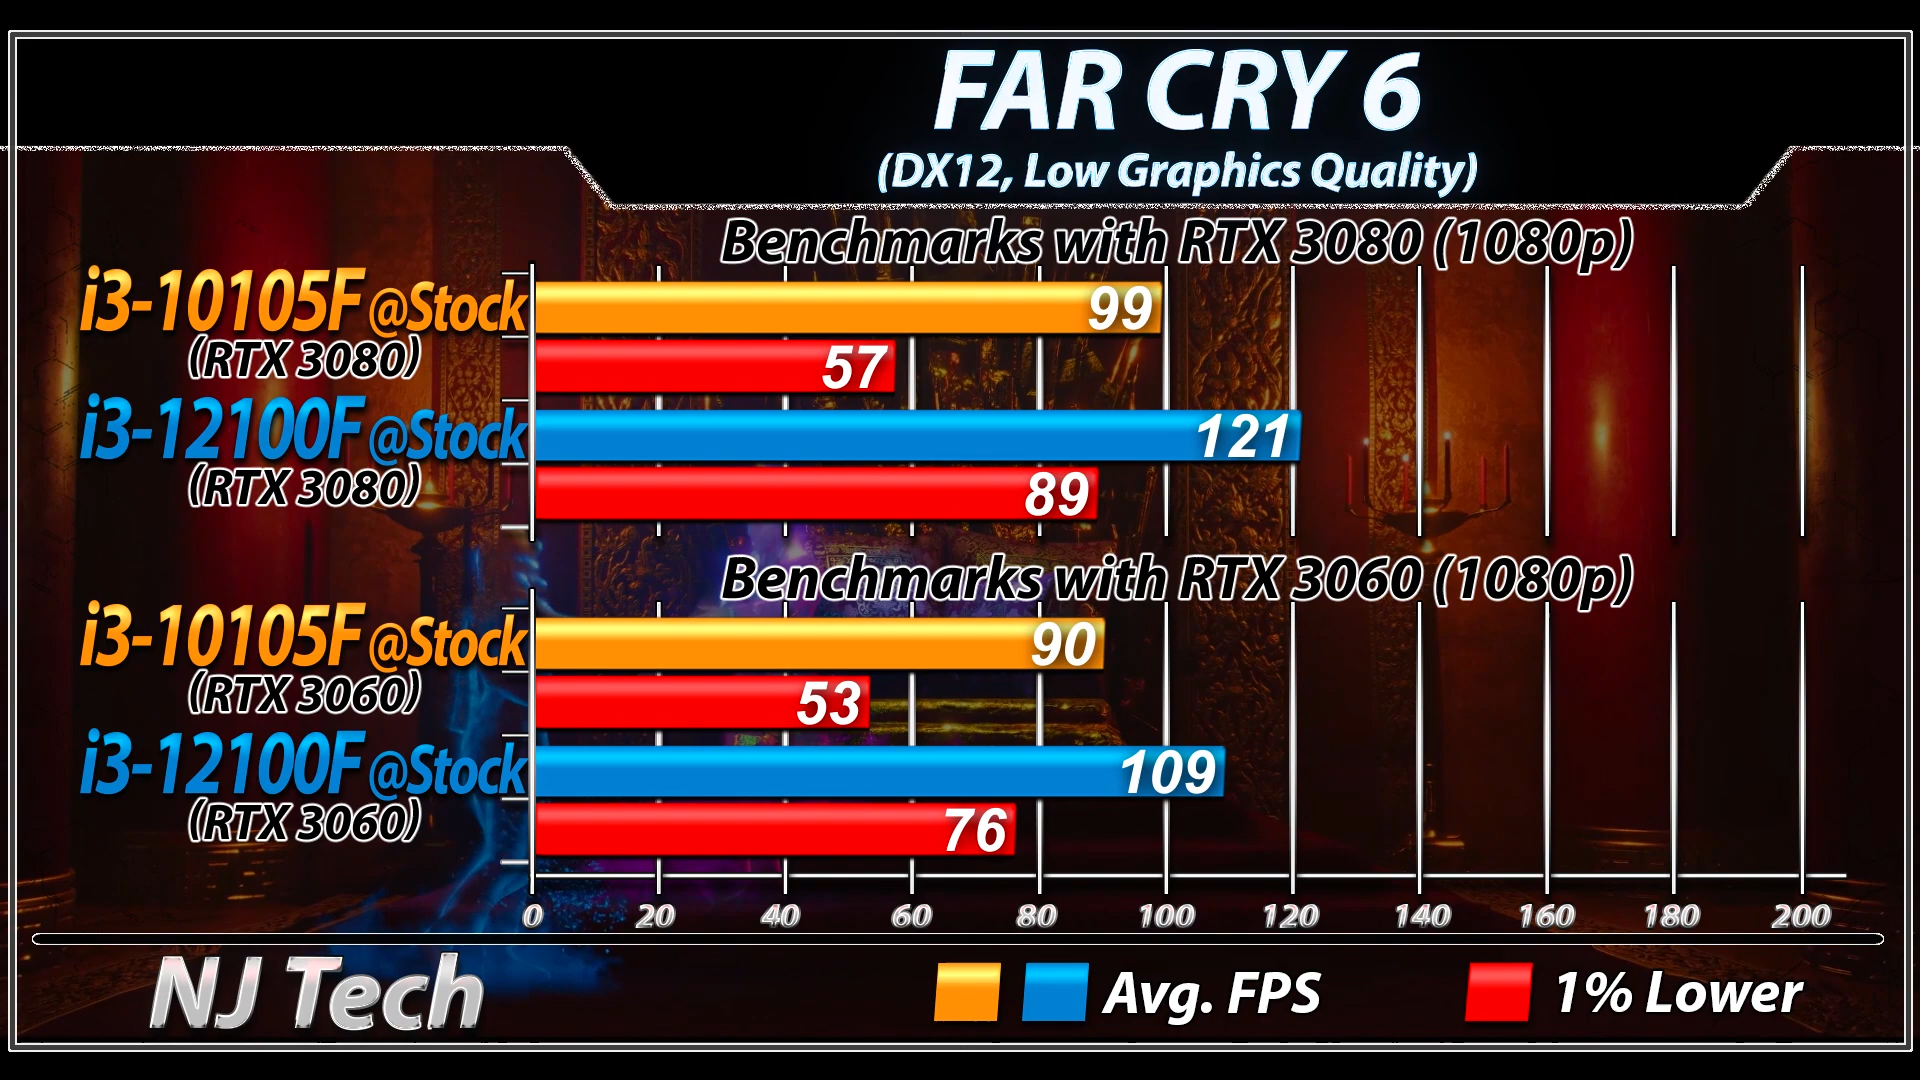 FAR CRY 6
(DX12, Low Graphics Quality)
Benchmarks with RTX 3080 (1080p)
i3-10105F @Stock
(RTX 3080)
99
57
i3-12100F @Stock
(RTX 3080)
121
89
Benchmarks with RTX 3060 (1080p)
i3-10105F @Stock
(RTX 3060)
90
53
i3-12100F @Stock
(RTX 3060)
109
76
0 20 40 60 80 100 120 140 160 180 200
NJ Tech
Avg. FPS
1% Lower